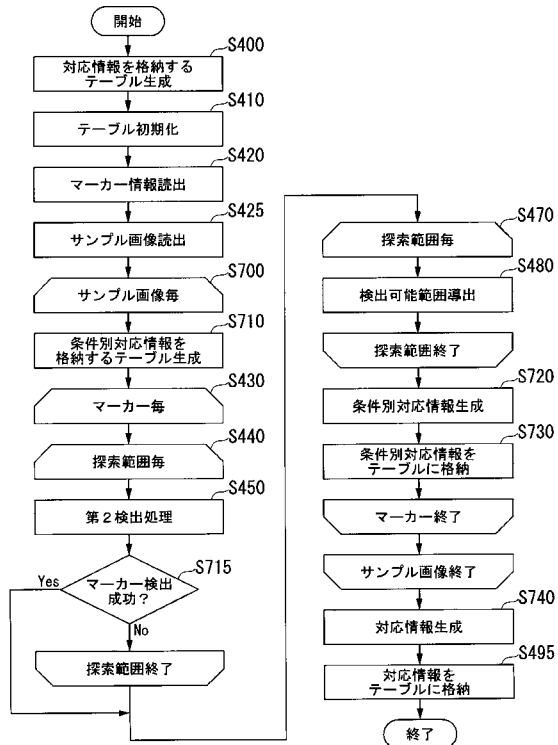 開始
S400
対応情報を格納する
テーブル生成
S410
テーブル初期化
S420
マーカー情報読出
S425
サンプル画像読出
S700
サンプル画像毎
S710
条件別対応情報を
格納するテーブル生成
S430
マーカー毎
S440
探索範囲毎
S450
第2検出処理
S715
マーカー検出
成功?
Yes
No
探索範囲終了
S470
探索範囲毎
S480
検出可能範囲導出
探索範囲終了
S720
条件別対応情報生成
S730
条件別対応情報を
テーブルに格納
マーカー終了
サンプル画像終了
S740
対応情報生成
S495
対応情報を
テーブルに格納
終了